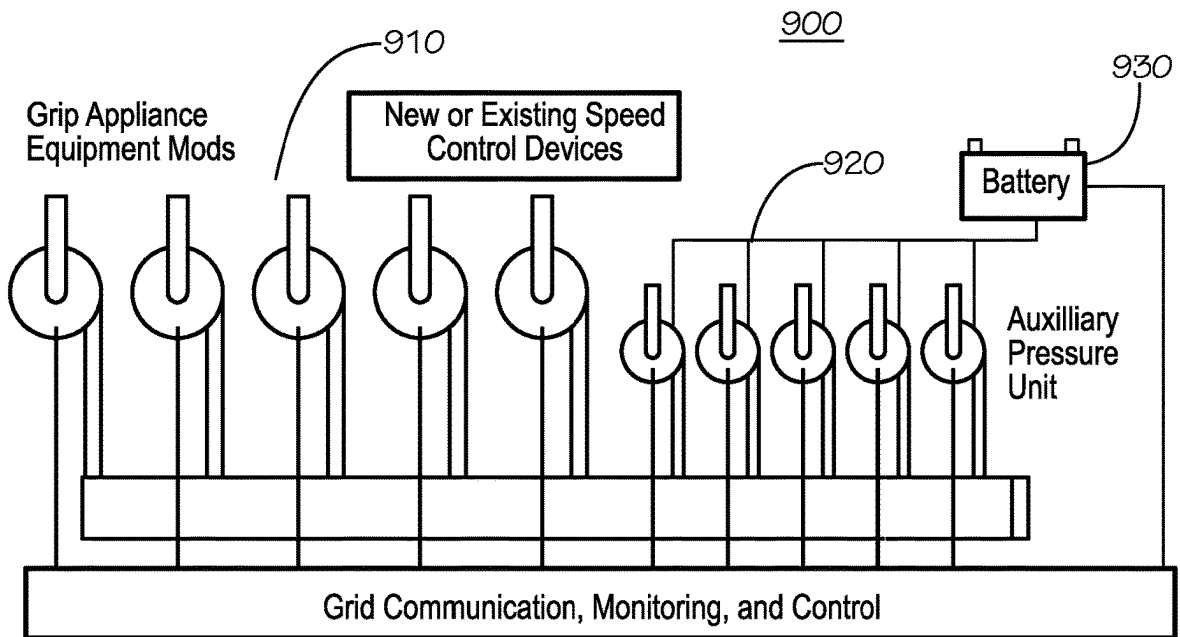 900
910
930
Grip Appliance
Equipment Mods
New or Existing Speed
Control Devices
920
Battery
Auxilliary
Pressure
Unit
Grid Communication, Monitoring, and Control